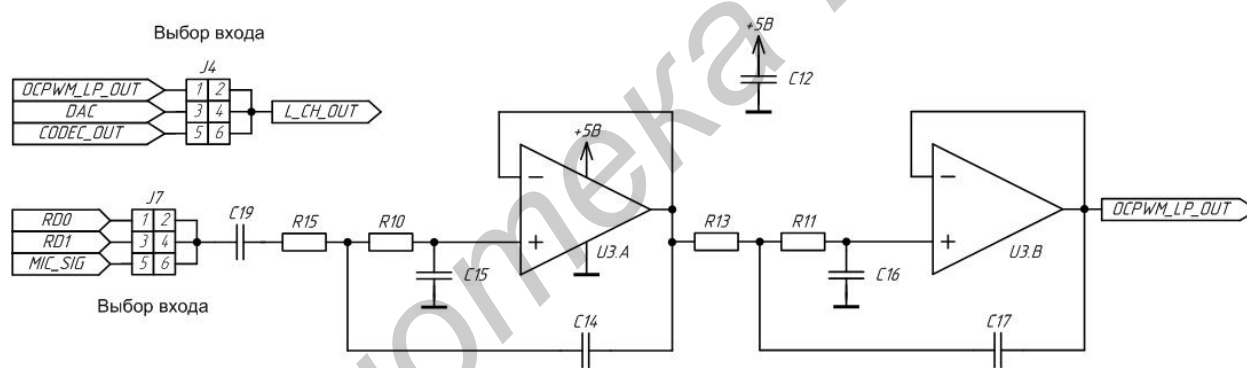 Выбор входа
J4
OCPWM_LP_OUT 1 2
DAC 3 4 L_CH_OUT
CODEC_OUT 5 6
+5В
C12
+5В
J7
RD0 1 2
RD1 3 4
MIC_SIG 5 6
Выбор входа
C19 R15 R10
C15
U3.A
C14
R13 R11
C16
U3.B
C17
OCPWM_LP_OUT